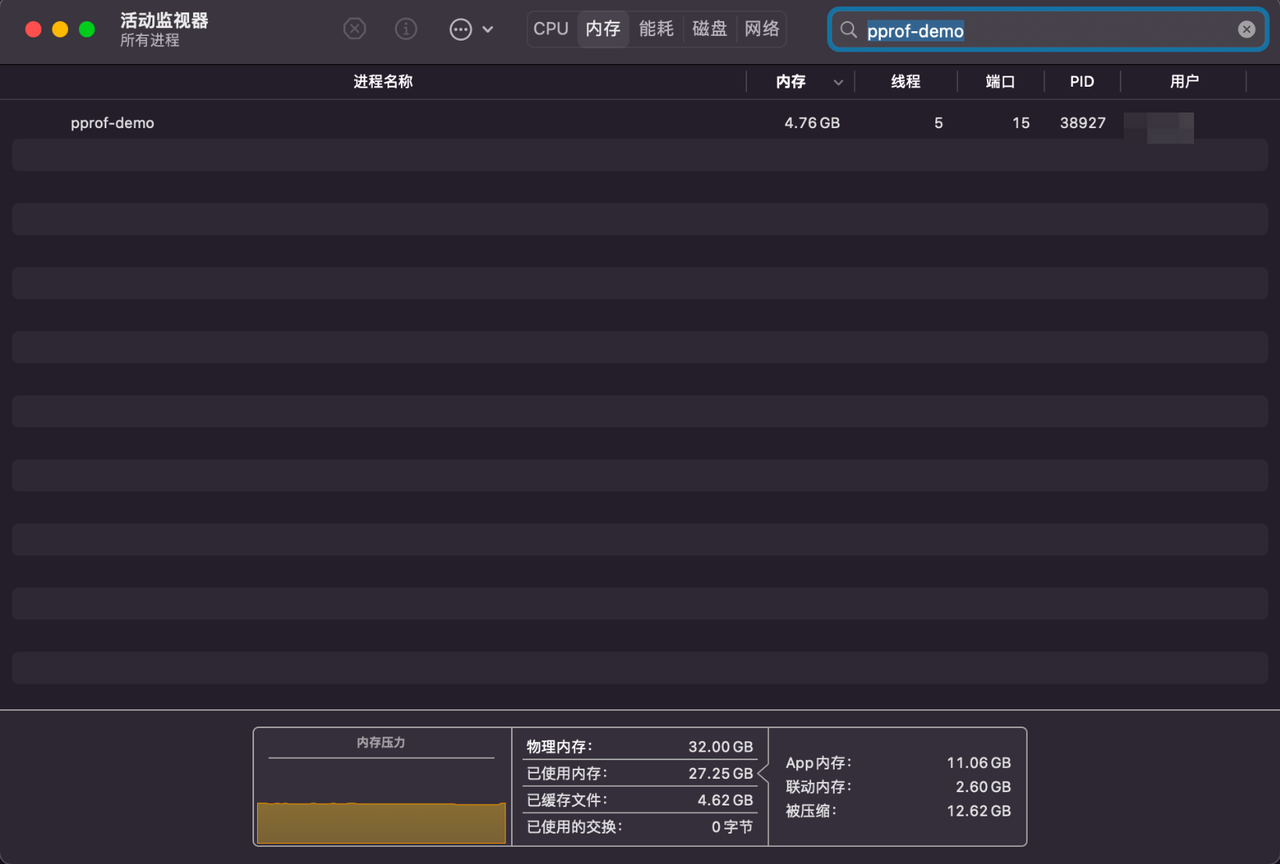 活动监视器
所有进程
CPU 内存 能耗 磁盘 网络
pprof-demo
进程名称 内存 线程 端口 PID 用户
pprof-demo 4.76 GB 5 15 38927
内存压力
物理内存: 32.00 GB
已使用内存: 27.25 GB
已缓存文件: 4.62 GB
已使用的交换: 0 字节
App 内存: 11.06 GB
联动内存: 2.60 GB
被压缩: 12.62 GB